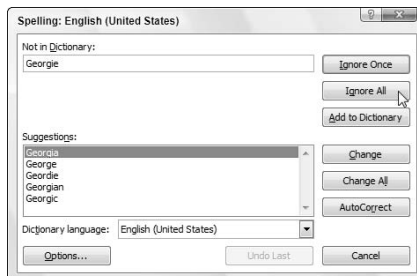 Spelling: English (United States)
Not in Dictionary:
Georgie
Ignore Once
Ignore All
Add to Dictionary
Suggestions:
Georgia
George
Geordie
Georgian
Georgic
Change
Change All
AutoCorrect
Dictionary language: English (United States)
Options... Undo Last Cancel